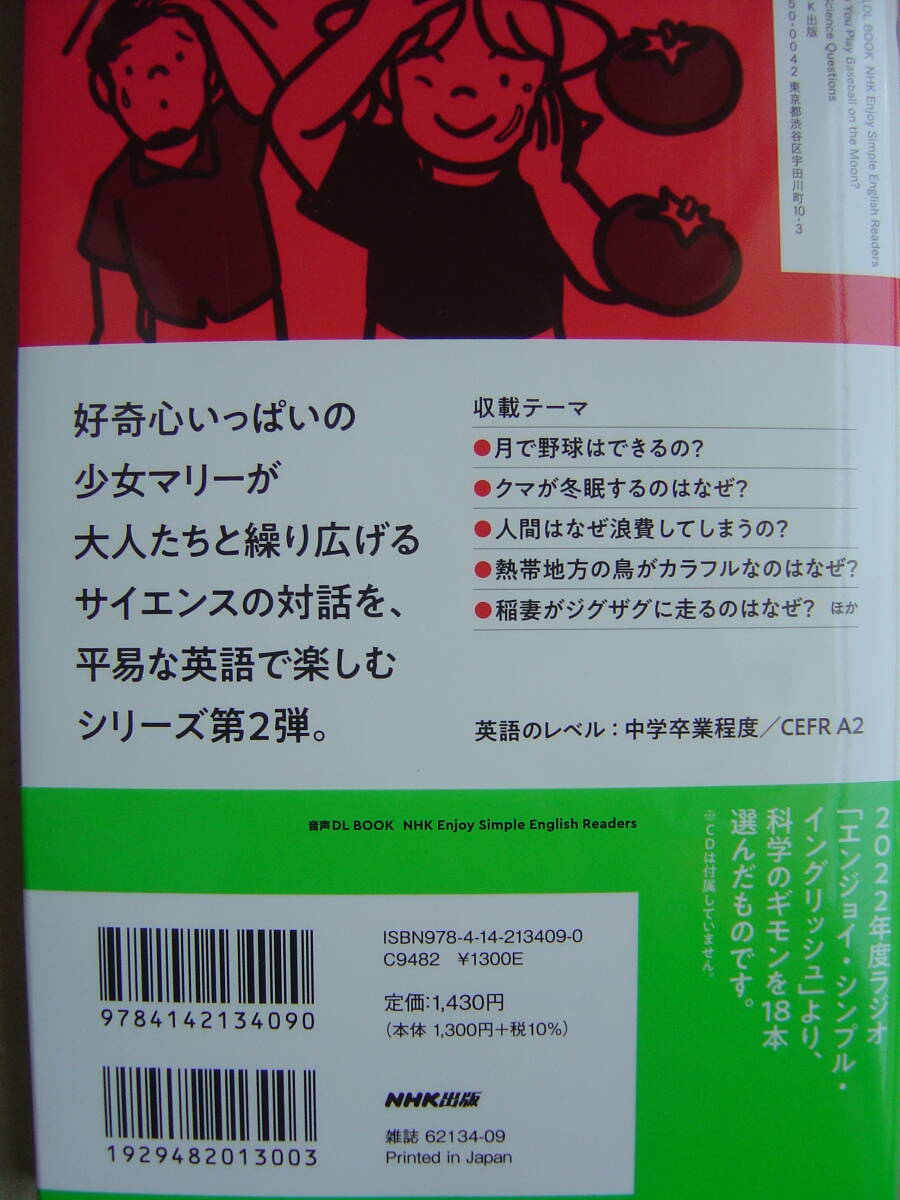 DL BOOK NHK Enjoy Simple English Readers
You Play Baseball on the Moon?
Science Questions
K出版
50-0042 東京都渋谷区宇田川町10-3
好奇心いっぱいの
少女マリーが
大人たちと繰り広げる
サイエンスの対話を、
平易な英語で楽しむ
シリーズ第2弾。
収載テーマ
●月で野球はできるの?
●クマが冬眠するのはなぜ?
●人間はなぜ浪費してしまうの?
●熱帯地方の鳥がカラフルなのはなぜ?
●稲妻がジグザグに走るのはなぜ? ほか
英語のレベル:中学卒業程度/CEFR A2
音声DL BOOK NHK Enjoy Simple English Readers
2022年度ラジオ
「エンジョイ・シンプル・
イングリッシュ」より、
科学のギモンを18本
選んだものです。
※CDは付属していません。
ISBN978-4-14-213409-0
C9482 ¥1300E
定価:1,430円
(本体 1,300円+税10%)
9784142134090
NHK出版
雑誌 62134-09
Printed in Japan
1929482013003